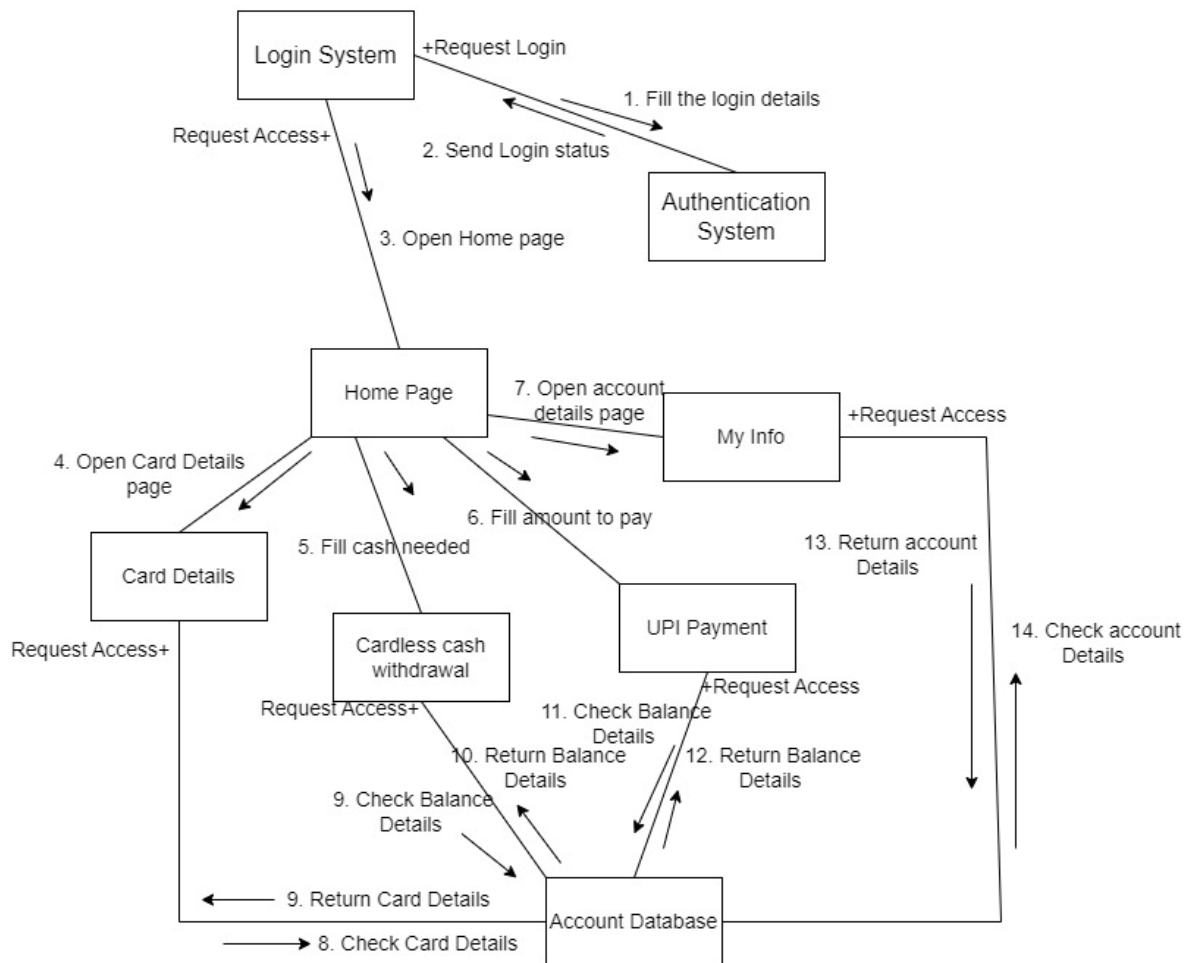 Login System
+Request Login
1. Fill the login details
Request Access+
2. Send Login status
Authentication
System
3. Open Home page
Home Page
7. Open account
details page
My Info
+Request Access
4. Open Card Details
page
6. Fill amount to pay
5. Fill cash needed
13. Return account
Details
Card Details
UPI Payment
14. Check account
Details
Request Access+
Cardless cash
withdrawal
+Request Access
Request Access+
11. Check Balance
Details
10. Return Balance
Details
12. Return Balance
Details
9. Check Balance
Details
9. Return Card Details
Account Database
8. Check Card Details